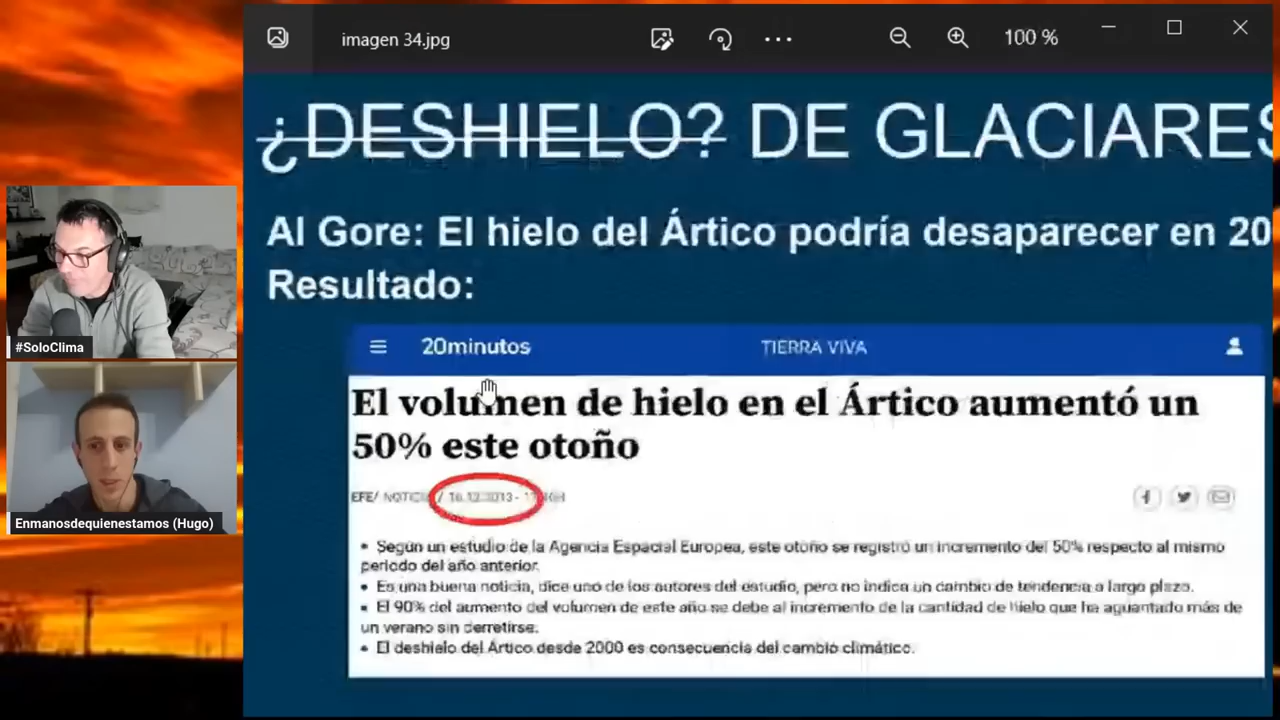 imagen 34.jpg
100 %
¿DESHIELO? DE GLACIARES
Al Gore: El hielo del Ártico podría desaparecer en 20
Resultado:
20minutos
TIERRA VIVA
El volumen de hielo en el Ártico aumentó un
50% este otoño
EFE/ NOTICI / 16.12.2013 -
• Según un estudio de la Agencia Espacial Europea, este otoño se registró un incremento del 50% respecto al mismo
periodo del año anterior.
• Es una buena noticia, dice uno de los autores del estudio, pero no indica un cambio de tendencia a largo plazo.
• El 90% del aumento del volumen de este año se debe al incremento de la cantidad de hielo que ha aguantado más de
un verano sin derretirse.
• El deshielo del Ártico desde 2000 es consecuencia del cambio climático.
#SoloClima
Enmanosdequienestamos (Hugo)